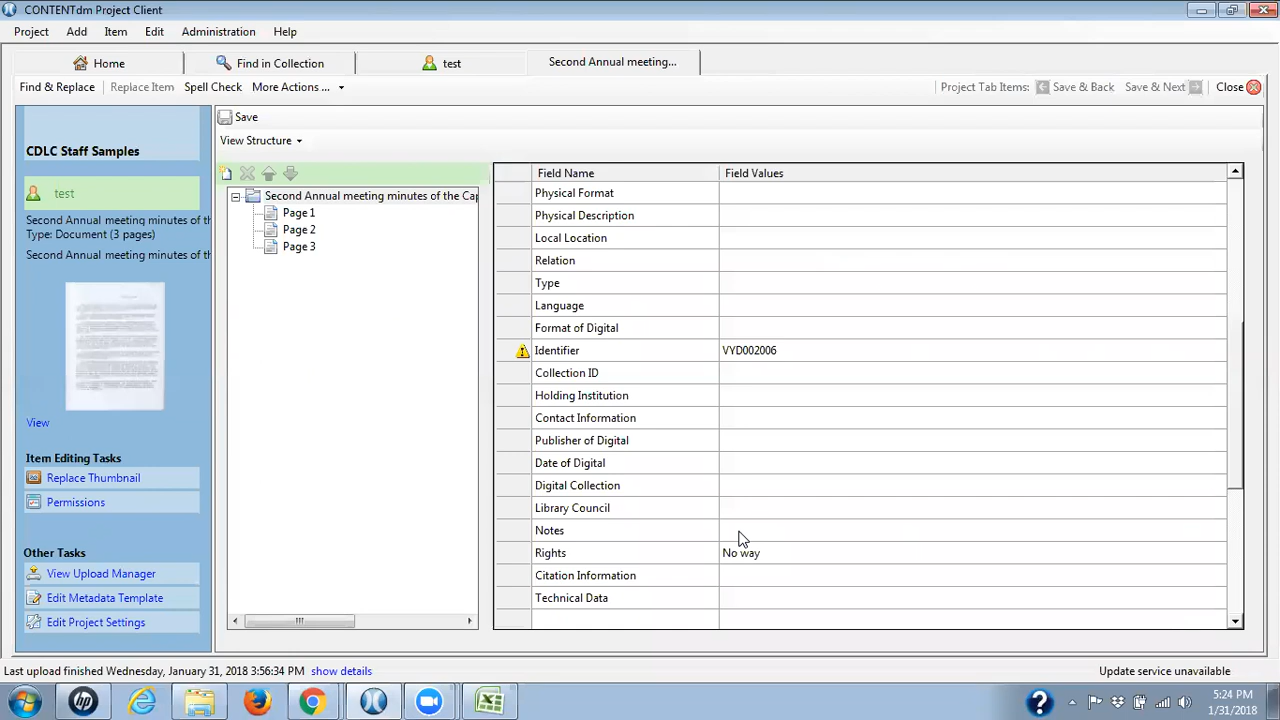 CONTENTdm Project Client
Project Add Item Edit Administration Help
Home Find in Collection test Second Annual meeting...
Find & Replace Replace Item Spell Check More Actions ... Project Tab Items: Save & Back Save & Next Close
Save
CDLC Staff Samples
View Structure
test
Second Annual meeting minutes of th
Type: Document (3 pages)
Second Annual meeting minutes of th
View
Item Editing Tasks
Replace Thumbnail
Permissions
Other Tasks
View Upload Manager
Edit Metadata Template
Edit Project Settings
Second Annual meeting minutes of the Cap
Page 1
Page 2
Page 3
Field Name Field Values
Physical Format
Physical Description
Local Location
Relation
Type
Language
Format of Digital
Identifier VYD002006
Collection ID
Holding Institution
Contact Information
Publisher of Digital
Date of Digital
Digital Collection
Library Council
Notes
Rights No way
Citation Information
Technical Data
Last upload finished Wednesday, January 31, 2018 3:56:34 PM show details Update service unavailable
5:24 PM
1/31/2018